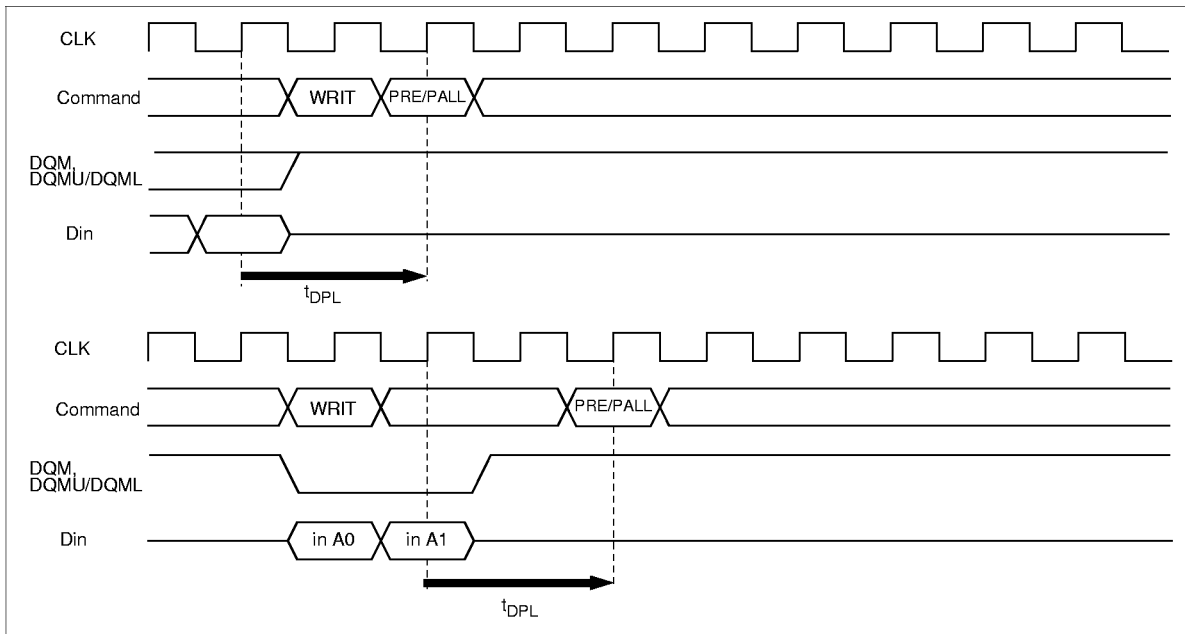 CLK
Command WRIT PRE/PALL
DQM,
DQMU/DQML
Din
tDPL
CLK
Command WRIT PRE/PALL
DQM,
DQMU/DQML
Din in A0 in A1
tDPL